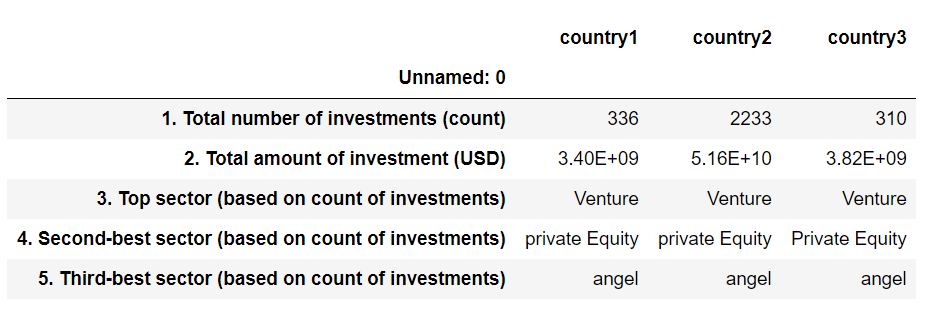 country1 country2 country3
Unnamed: 0
1. Total number of investments (count) 336 2233 310
2. Total amount of investment (USD) 3.40E+09 5.16E+10 3.82E+09
3. Top sector (based on count of investments) Venture Venture Venture
4. Second-best sector (based on count of investments) private Equity private Equity Private Equity
5. Third-best sector (based on count of investments) angel angel angel